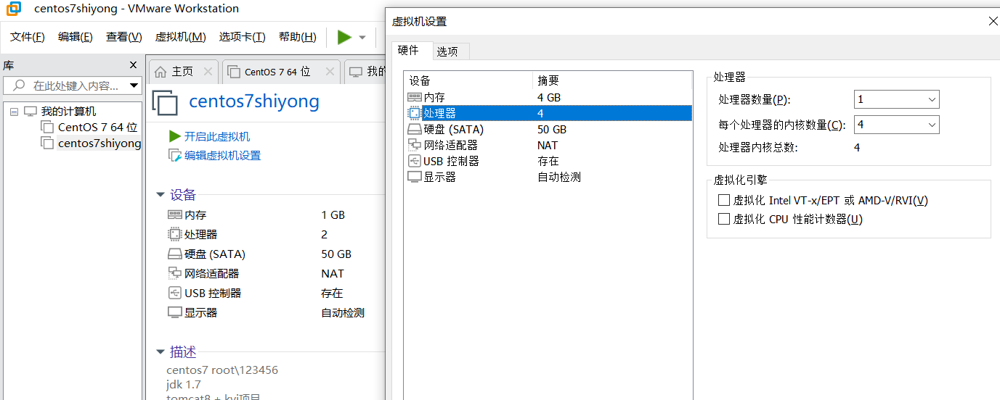 centos7shiyong - VMware Workstation
文件(F) 编辑(E) 查看(V) 虚拟机(M) 选项卡(T) 帮助(H)
库
在此处键入内容...
我的计算机
CentOS 7 64 位
centos7shiyong
主页
CentOS 7 64 位
我的
centos7shiyong
开启此虚拟机
编辑虚拟机设置
设备
内存 1 GB
处理器 2
硬盘 (SATA) 50 GB
网络适配器 NAT
USB 控制器 存在
显示器 自动检测
描述
centos7 root\123456
jdk 1.7
tomcat8 + kyj项目
虚拟机设置
硬件 选项
设备 摘要
内存 4 GB
处理器 4
硬盘 (SATA) 50 GB
网络适配器 NAT
USB 控制器 存在
显示器 自动检测
处理器
处理器数量(P): 1
每个处理器的内核数量(C): 4
处理器内核总数: 4
虚拟化引擎
虚拟化 Intel VT-x/EPT 或 AMD-V/RVI(V)
虚拟化 CPU 性能计数器(U)